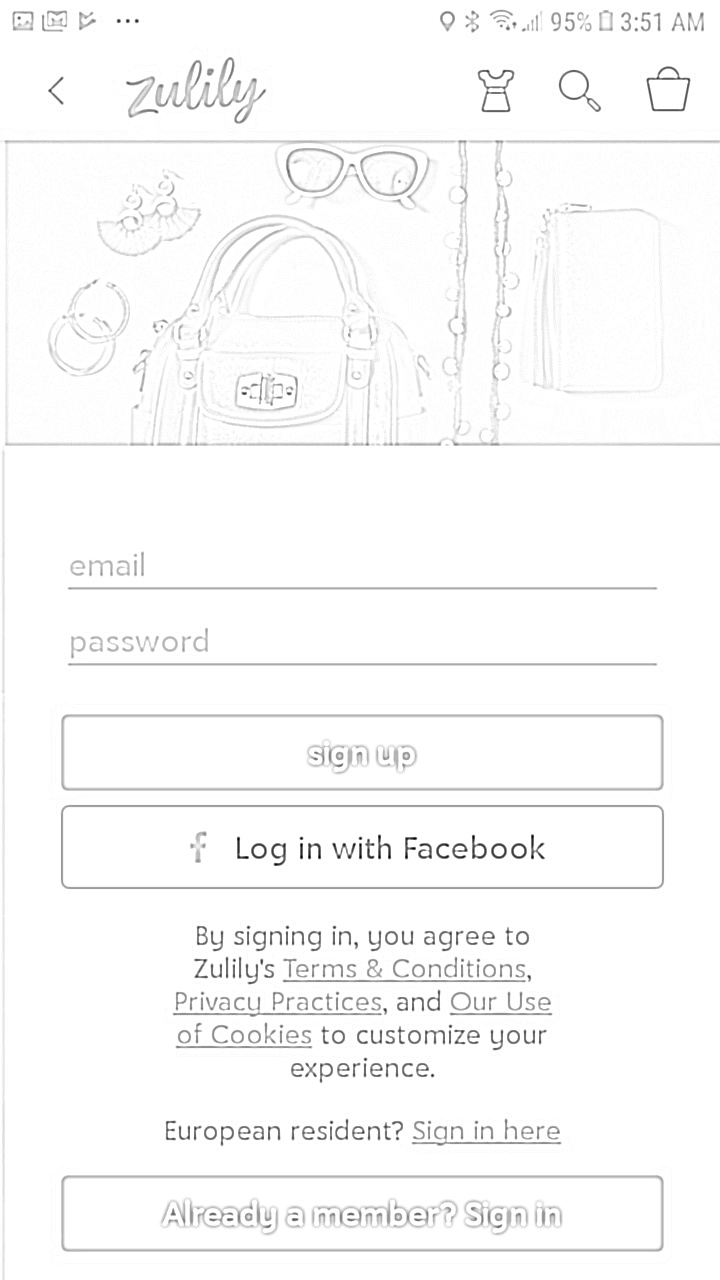 95% 3:51 AM
zulily
email
password
sign up
f Log in with Facebook
By signing in, you agree to
Zulily's Terms & Conditions,
Privacy Practices, and Our Use
of Cookies to customize your
experience.
European resident? Sign in here
Already a member? Sign in